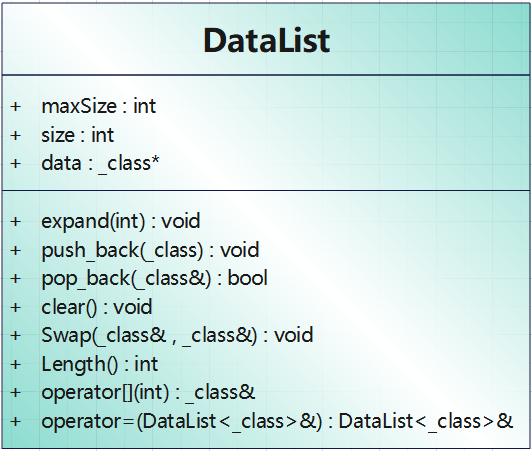 DataList
+ maxSize : int
+ size : int
+ data : _class*
+ expand(int) : void
+ push_back(_class) : void
+ pop_back(_class&) : bool
+ clear() : void
+ Swap(_class& , _class&) : void
+ Length() : int
+ operator[](int) : _class&
+ operator=(DataList<_class>&) : DataList<_class>&